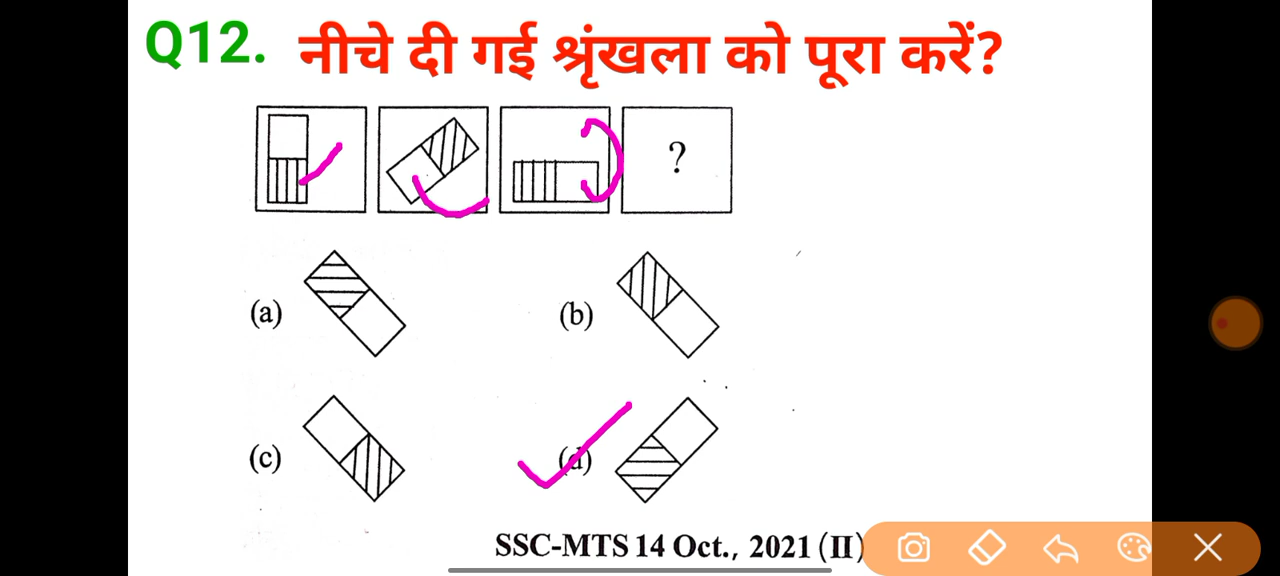 Q12. नीचे दी गई श्रृंखला को पूरा करें?
?
(a)
(b)
(c)
(d)
SSC-MTS 14 Oct., 2021 (II)